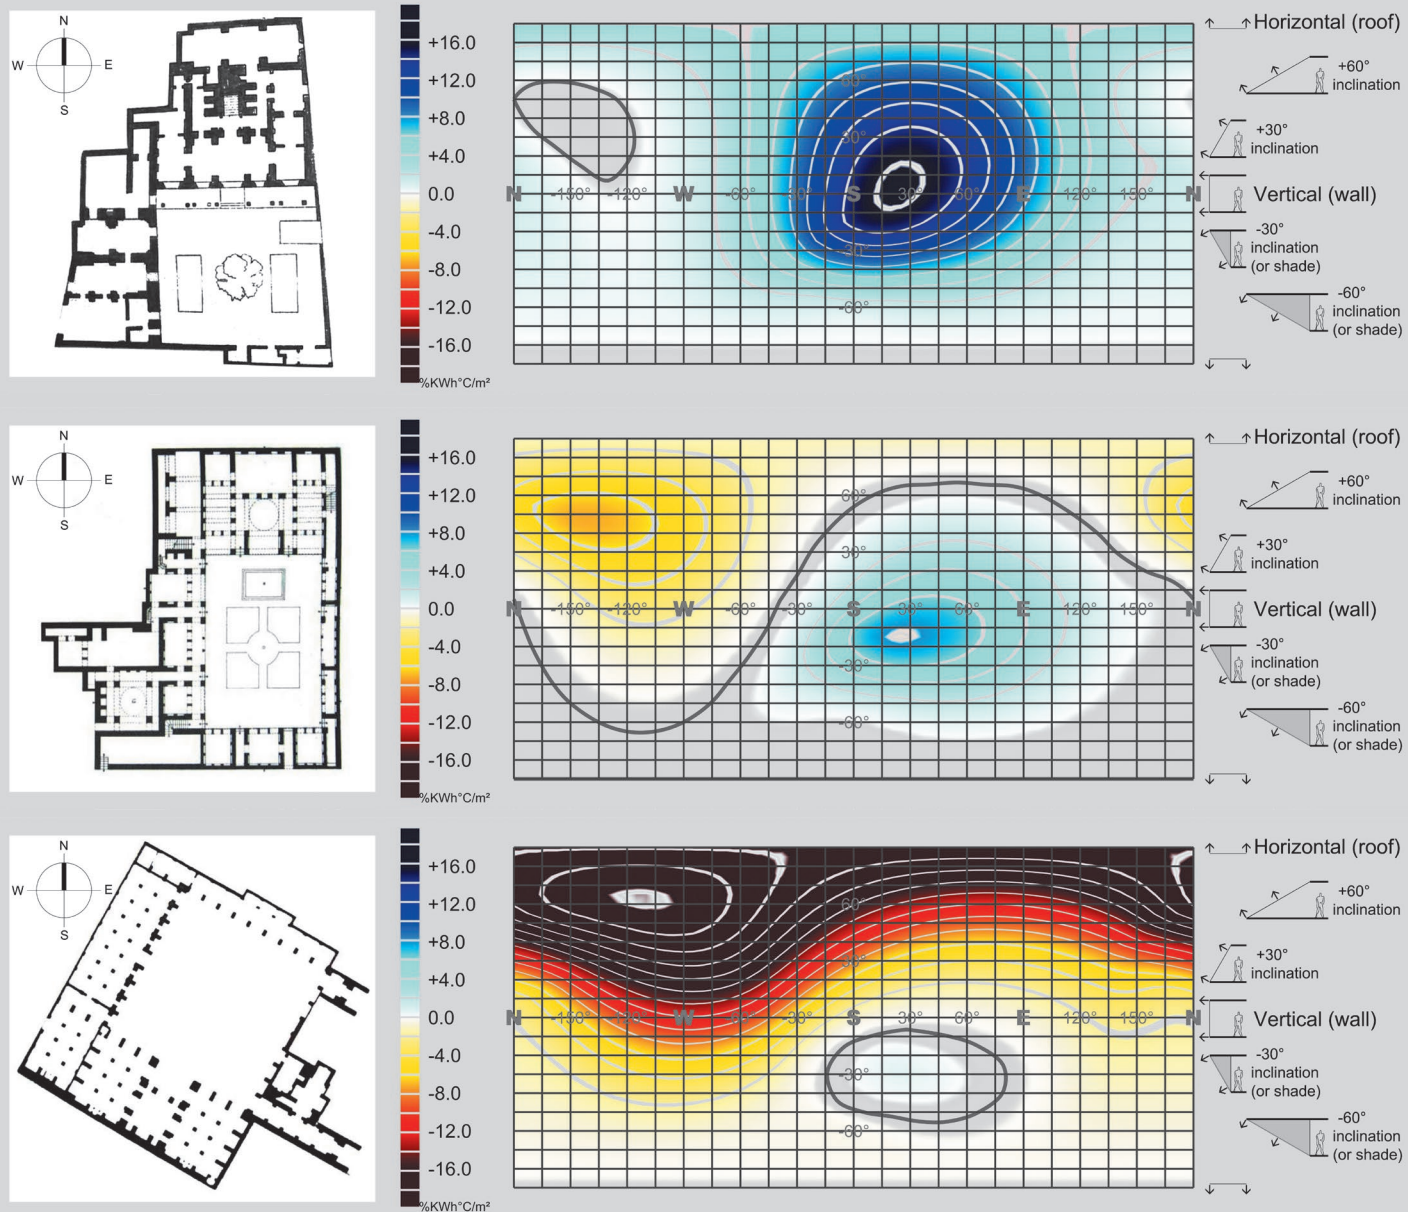 N
W E
S
+16.0
+12.0
+8.0
+4.0
0.0
-4.0
-8.0
-12.0
-16.0
%KWh°C/m²
60°
30°
N -150° -120° W -60° -30° S 30° 60° E 120° 150° N
-30°
-60°
Horizontal (roof)
+60°
inclination
+30°
inclination
Vertical (wall)
-30°
inclination
(or shade)
-60°
inclination
(or shade)
N
W E
S
+16.0
+12.0
+8.0
+4.0
0.0
-4.0
-8.0
-12.0
-16.0
%KWh°C/m²
60°
30°
N -150° -120° W -60° -30° S 30° 60° E 120° 150° N
-30°
-60°
Horizontal (roof)
+60°
inclination
+30°
inclination
Vertical (wall)
-30°
inclination
(or shade)
-60°
inclination
(or shade)
N
W E
S
+16.0
+12.0
+8.0
+4.0
0.0
-4.0
-8.0
-12.0
-16.0
%KWh°C/m²
60°
30°
N -150° -120° W -60° -30° S 30° 60° E 120° 150° N
-30°
-60°
Horizontal (roof)
+60°
inclination
+30°
inclination
Vertical (wall)
-30°
inclination
(or shade)
-60°
inclination
(or shade)